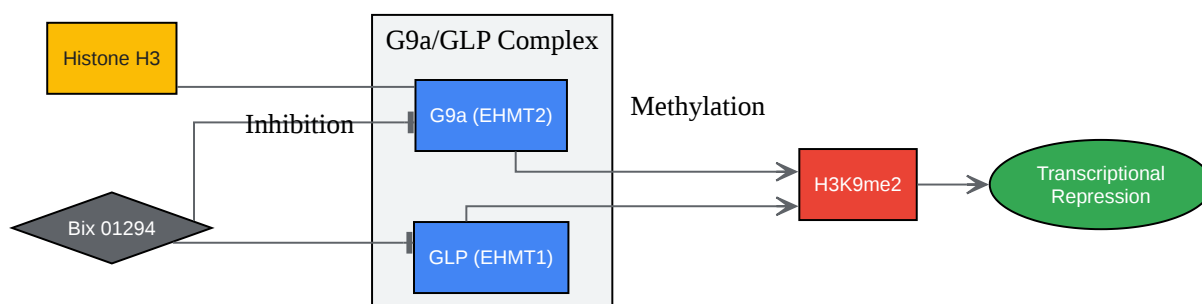 G9a/GLP Complex
Histone H3
G9a (EHMT2)
Inhibition
Methylation
H3K9me2
Transcriptional
Repression
Bix 01294
GLP (EHMT1)